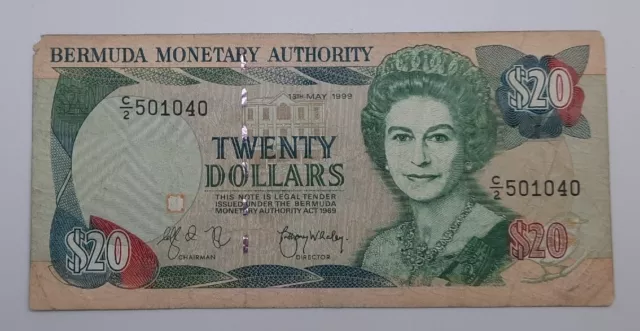 BERMUDA MONETARY AUTHORITY
$20
13TH MAY 1999
C/2 501040
TWENTY
DOLLARS
THIS NOTE IS LEGAL TENDER
ISSUED UNDER THE BERMUDA
MONETARY AUTHORITY ACT 1969
C/2 501040
$20
CHAIRMAN
DIRECTOR
$20